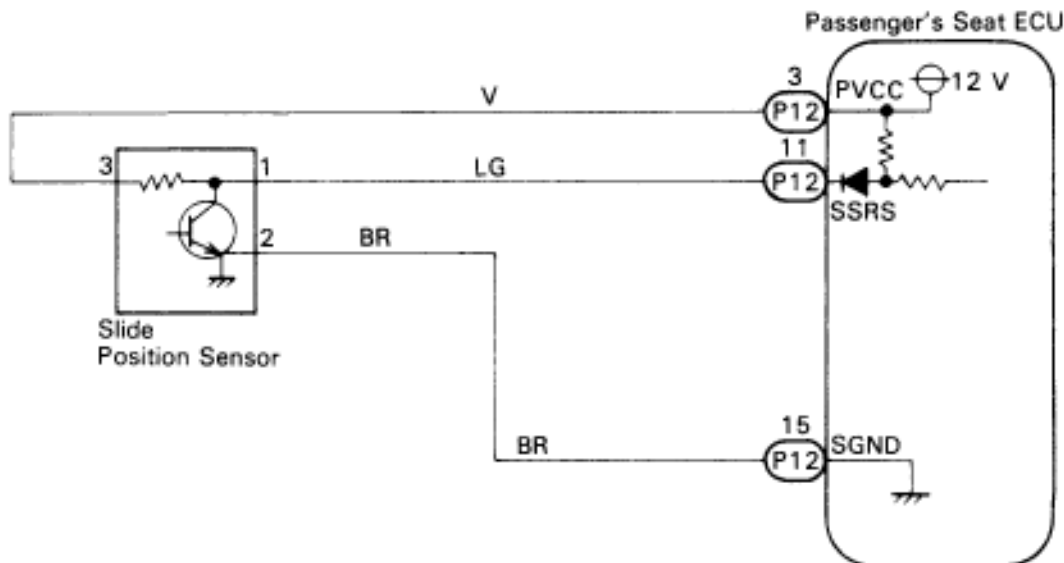 Passenger's Seat ECU
3
V
P12
PVCC
12 V
11
3
1
LG
P12
SSRS
2
BR
Slide
Position Sensor
15
BR
P12
SGND